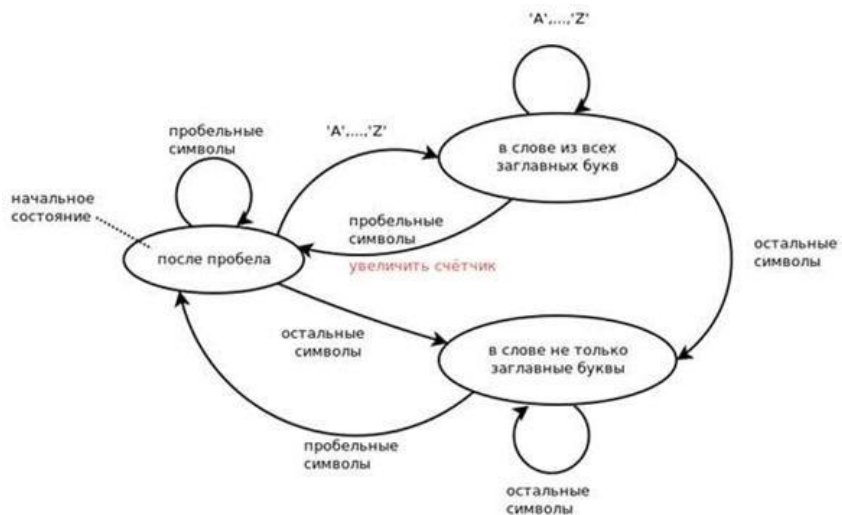 'A',...,'Z'
пробельные
символы
'A',...,'Z'
в слове из всех
заглавных букв
начальное
состояние
пробельные
символы
увеличить счётчик
после пробела
остальные
символы
остальные
символы
в слове не только
заглавные буквы
пробельные
символы
остальные
символы